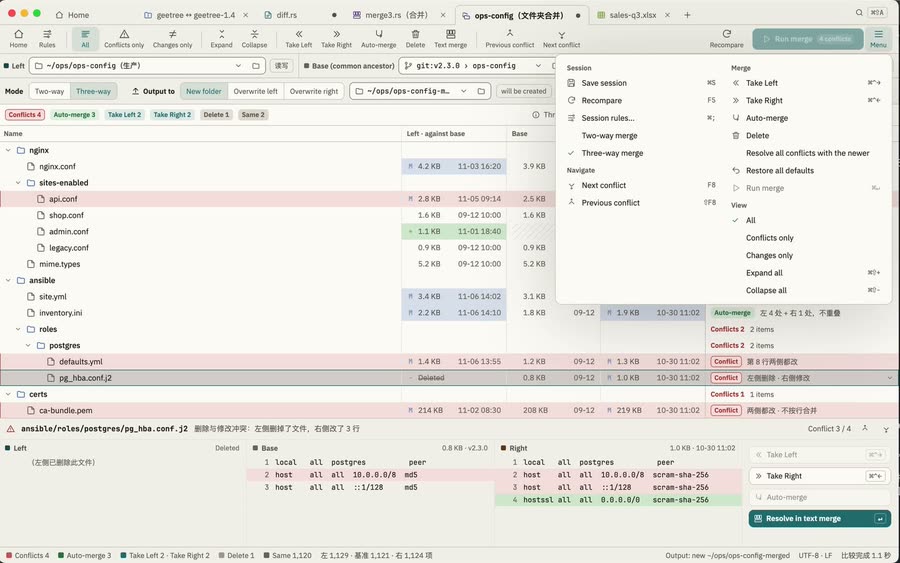 Home
geetree ↔ geetree-1.4
diff.rs
merge3.rs（合并）
ops-config（文件夹合并）
sales-q3.xlsx
Home
Rules
All
Conflicts only
Changes only
Expand
Collapse
Take Left
Take Right
Auto-merge
Delete
Text merge
Previous conflict
Next conflict
Recompare
Run merge 4 conflicts
Menu
Left ~/ops/ops-config (生产) 读写 Base (common ancestor) git:v2.3.0 › ops-config
Mode Two-way Three-way Output to New folder Overwrite left Overwrite right ~/ops/ops-config-m... will be created
Conflicts 4 Auto-merge 3 Take Left 2 Take Right 2 Delete 1 Same 2
Name Left · against base Base
nginx
nginx.conf M 4.2 KB 11-03 16:20 3.9 KB
sites-enabled
api.conf M 2.8 KB 11-05 09:14 2.5 KB
shop.conf 1.6 KB 09-12 10:00 1.6 KB
admin.conf + 1.1 KB 11-01 18:40
legacy.conf 0.9 KB 09-12 10:00 0.9 KB
mime.types 5.2 KB 09-12 10:00 5.2 KB
ansible
site.yml M 3.4 KB 11-06 14:02 3.1 KB
inventory.ini M 2.2 KB 11-06 14:10 1.8 KB 09-12 M 1.9 KB 10-30 11:02 Auto-merge 左 4 处 + 右 1 处，不重叠
roles Conflicts 2 2 items
postgres Conflicts 2 2 items
defaults.yml M 1.4 KB 11-06 13:55 1.2 KB 09-12 M 1.3 KB 10-30 11:02 Conflict 第 8 行两侧都改
pg_hba.conf.j2 - Deleted 0.8 KB 09-12 M 1.0 KB 10-30 11:02 Conflict 左侧删除 · 右侧修改
certs Conflicts 1 1 items
ca-bundle.pem M 214 KB 11-02 08:30 208 KB 09-12 M 219 KB 10-30 11:02 Conflict 两侧都改 · 不按行合并
Session
Save session ⌘S
Recompare F5
Session rules... ⌘;
Two-way merge
Three-way merge
Navigate
Next conflict F8
Previous conflict ⇧F8
Merge
Take Left
Take Right
Auto-merge
Delete
Resolve all conflicts with the newer
Restore all defaults
Run merge
View
All
Conflicts only
Changes only
Expand all
Collapse all
ansible/roles/postgres/pg_hba.conf.j2 删除与修改冲突：左侧删掉了文件，右侧改了 3 行 Conflict 3 / 4
Left Deleted
(左侧已删除此文件)
Base 0.8 KB · v2.3.0
1 local all postgres peer
2 host all all 10.0.0.0/8 md5
3 host all all ::1/128 md5
Right 1.0 KB · 10-30 11:02
1 local all postgres peer
2 host all all 10.0.0.0/8 scram-sha-256
3 host all all ::1/128 scram-sha-256
4 hostssl all all 0.0.0.0/0 scram-sha-256
Take Left
Take Right
Auto-merge
Resolve in text merge
Conflicts 4 Auto-merge 3 Take Left 2 · Take Right 2 Delete 1 Same 1,120 左 1,129 · 基准 1,121 · 右 1,124 项 Output: new ~/ops/ops-config-merged UTF-8 · LF 比较完成 1.1 秒